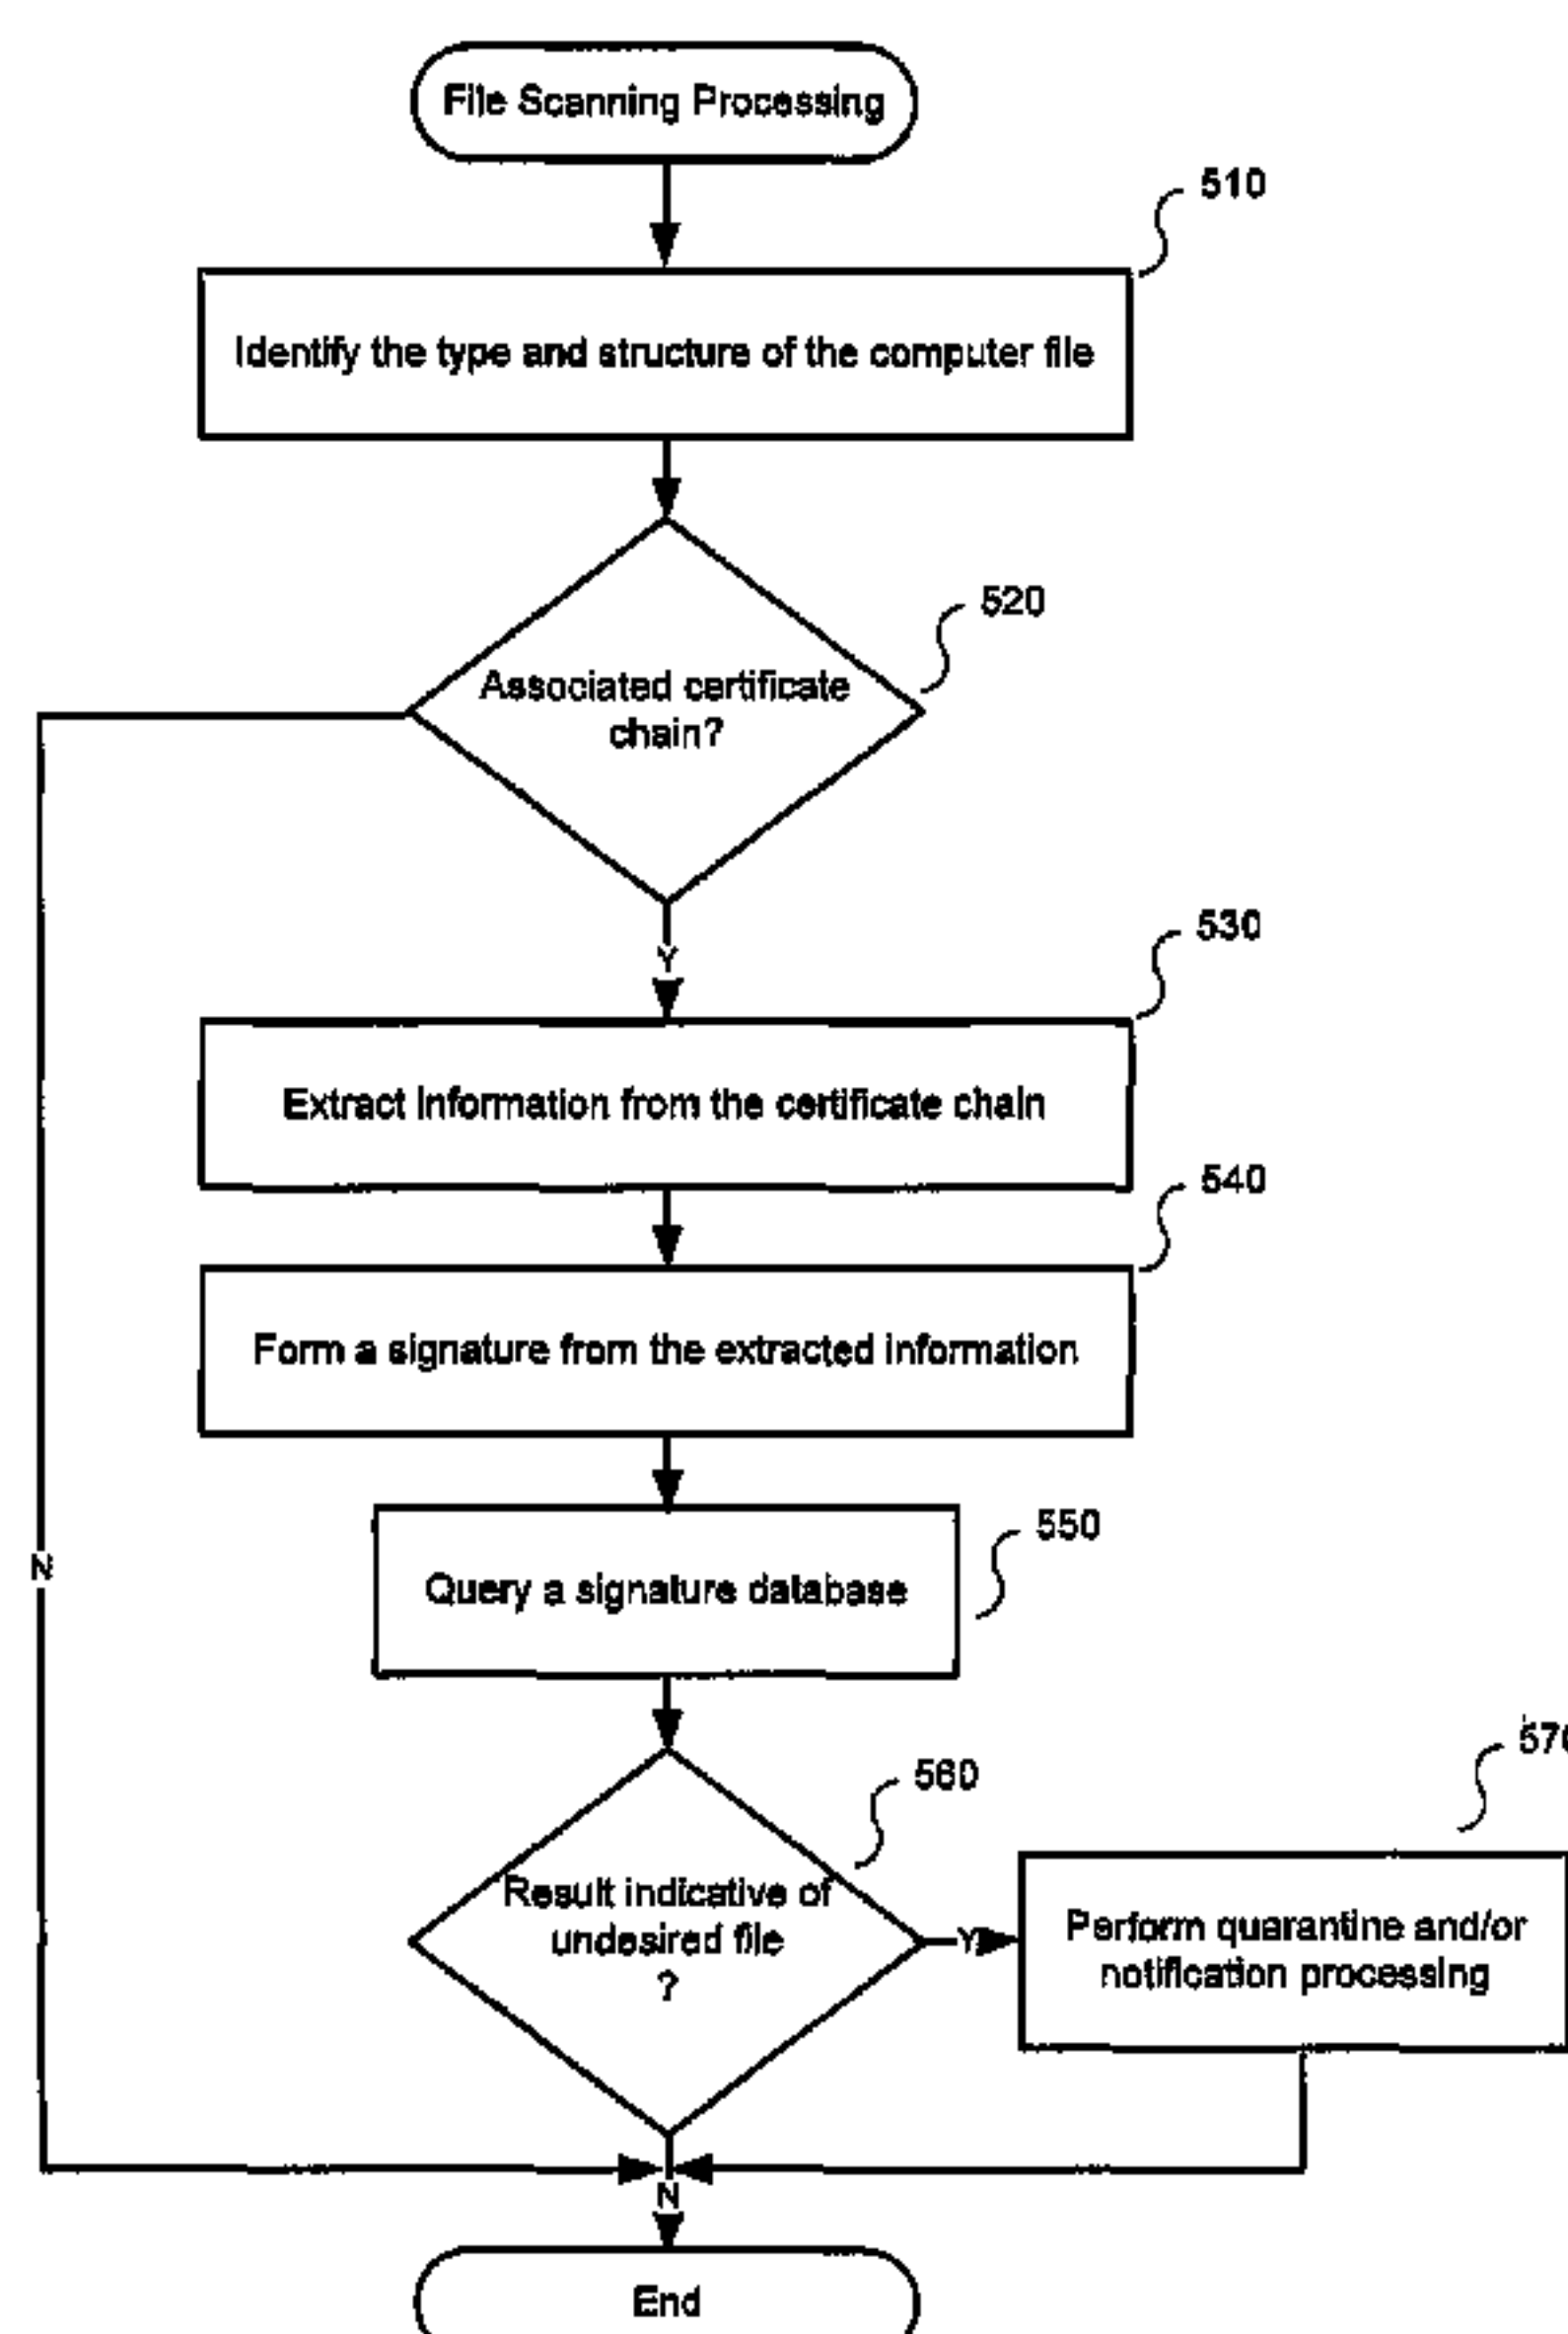 File Scanning Processing
510
Identify the type and structure of the computer file
520
Associated certificate
chain?
Y
530
Extract information from the certificate chain
540
Form a signature from the extracted information
550
Query a signature database
N
560
570
Result indicative of
undesired file
?
Y
Perform quarantine and/or
notification processing
N
End